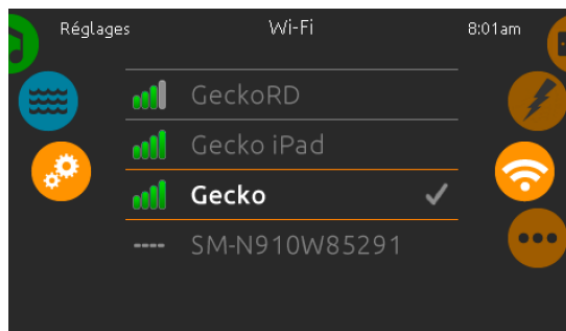 Réglages Wi-Fi 8:01am
GeckoRD
Gecko iPad
Gecko
SM-N910W85291